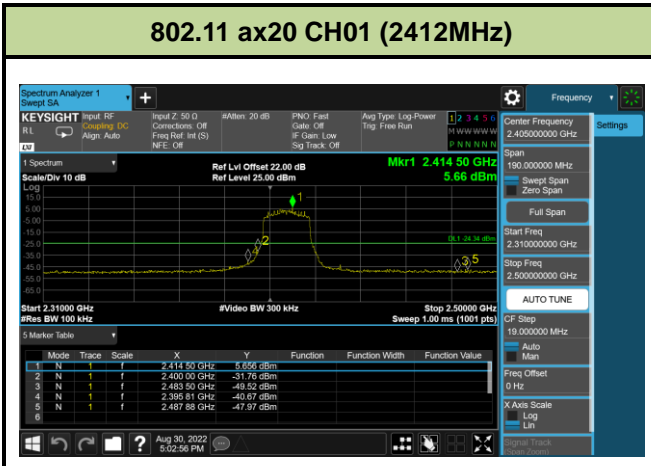 802.11 ax20 CH01 (2412MHz)
Spectrum Analyzer 1
Swept SA
+
Frequency
KEYSIGHT
RL
Input: RF
Coupling: DC
Align: Auto
Input Z: 50 Ω
Corrections: Off
Freq Ref: Int (S)
NFE: Off
#Atten: 20 dB
PNO: Fast
Gate: Off
IF Gain: Low
Sig Track: Off
Avg Type: Log-Power
Trig: Free Run
1 2 3 4 5 6
M W W W W W
P N N N N N
Center Frequency
2.405000000 GHz
Settings
Span
190.000000 MHz
Swept Span
Zero Span
Full Span
Start Freq
2.310000000 GHz
Stop Freq
2.500000000 GHz
AUTO TUNE
CF Step
19.000000 MHz
Auto
Man
Freq Offset
0 Hz
X Axis Scale
Log
Lin
Signal Track
(Span Zoom)
LXI
1 Spectrum
Scale/Div 10 dB
Ref Lvl Offset 22.00 dB
Ref Level 25.00 dBm
Mkr1 2.414 50 GHz
5.66 dBm
Log
15.0
5.00
-5.00
-15.0
-25.0
-35.0
-45.0
-55.0
-65.0
1
2
4
3
5
DL1 -24.34 dBm
Start 2.31000 GHz
#Res BW 100 kHz
#Video BW 300 kHz
Stop 2.50000 GHz
Sweep 1.00 ms (1001 pts)
5 Marker Table
Mode Trace Scale X Y Function Function Width Function Value
1 N 1 f 2.414 50 GHz 5.656 dBm
2 N 1 f 2.400 00 GHz -31.76 dBm
3 N 1 f 2.483 50 GHz -49.52 dBm
4 N 1 f 2.395 81 GHz -40.67 dBm
5 N 1 f 2.487 88 GHz -47.97 dBm
6
?
Aug 30, 2022
5:02:56 PM